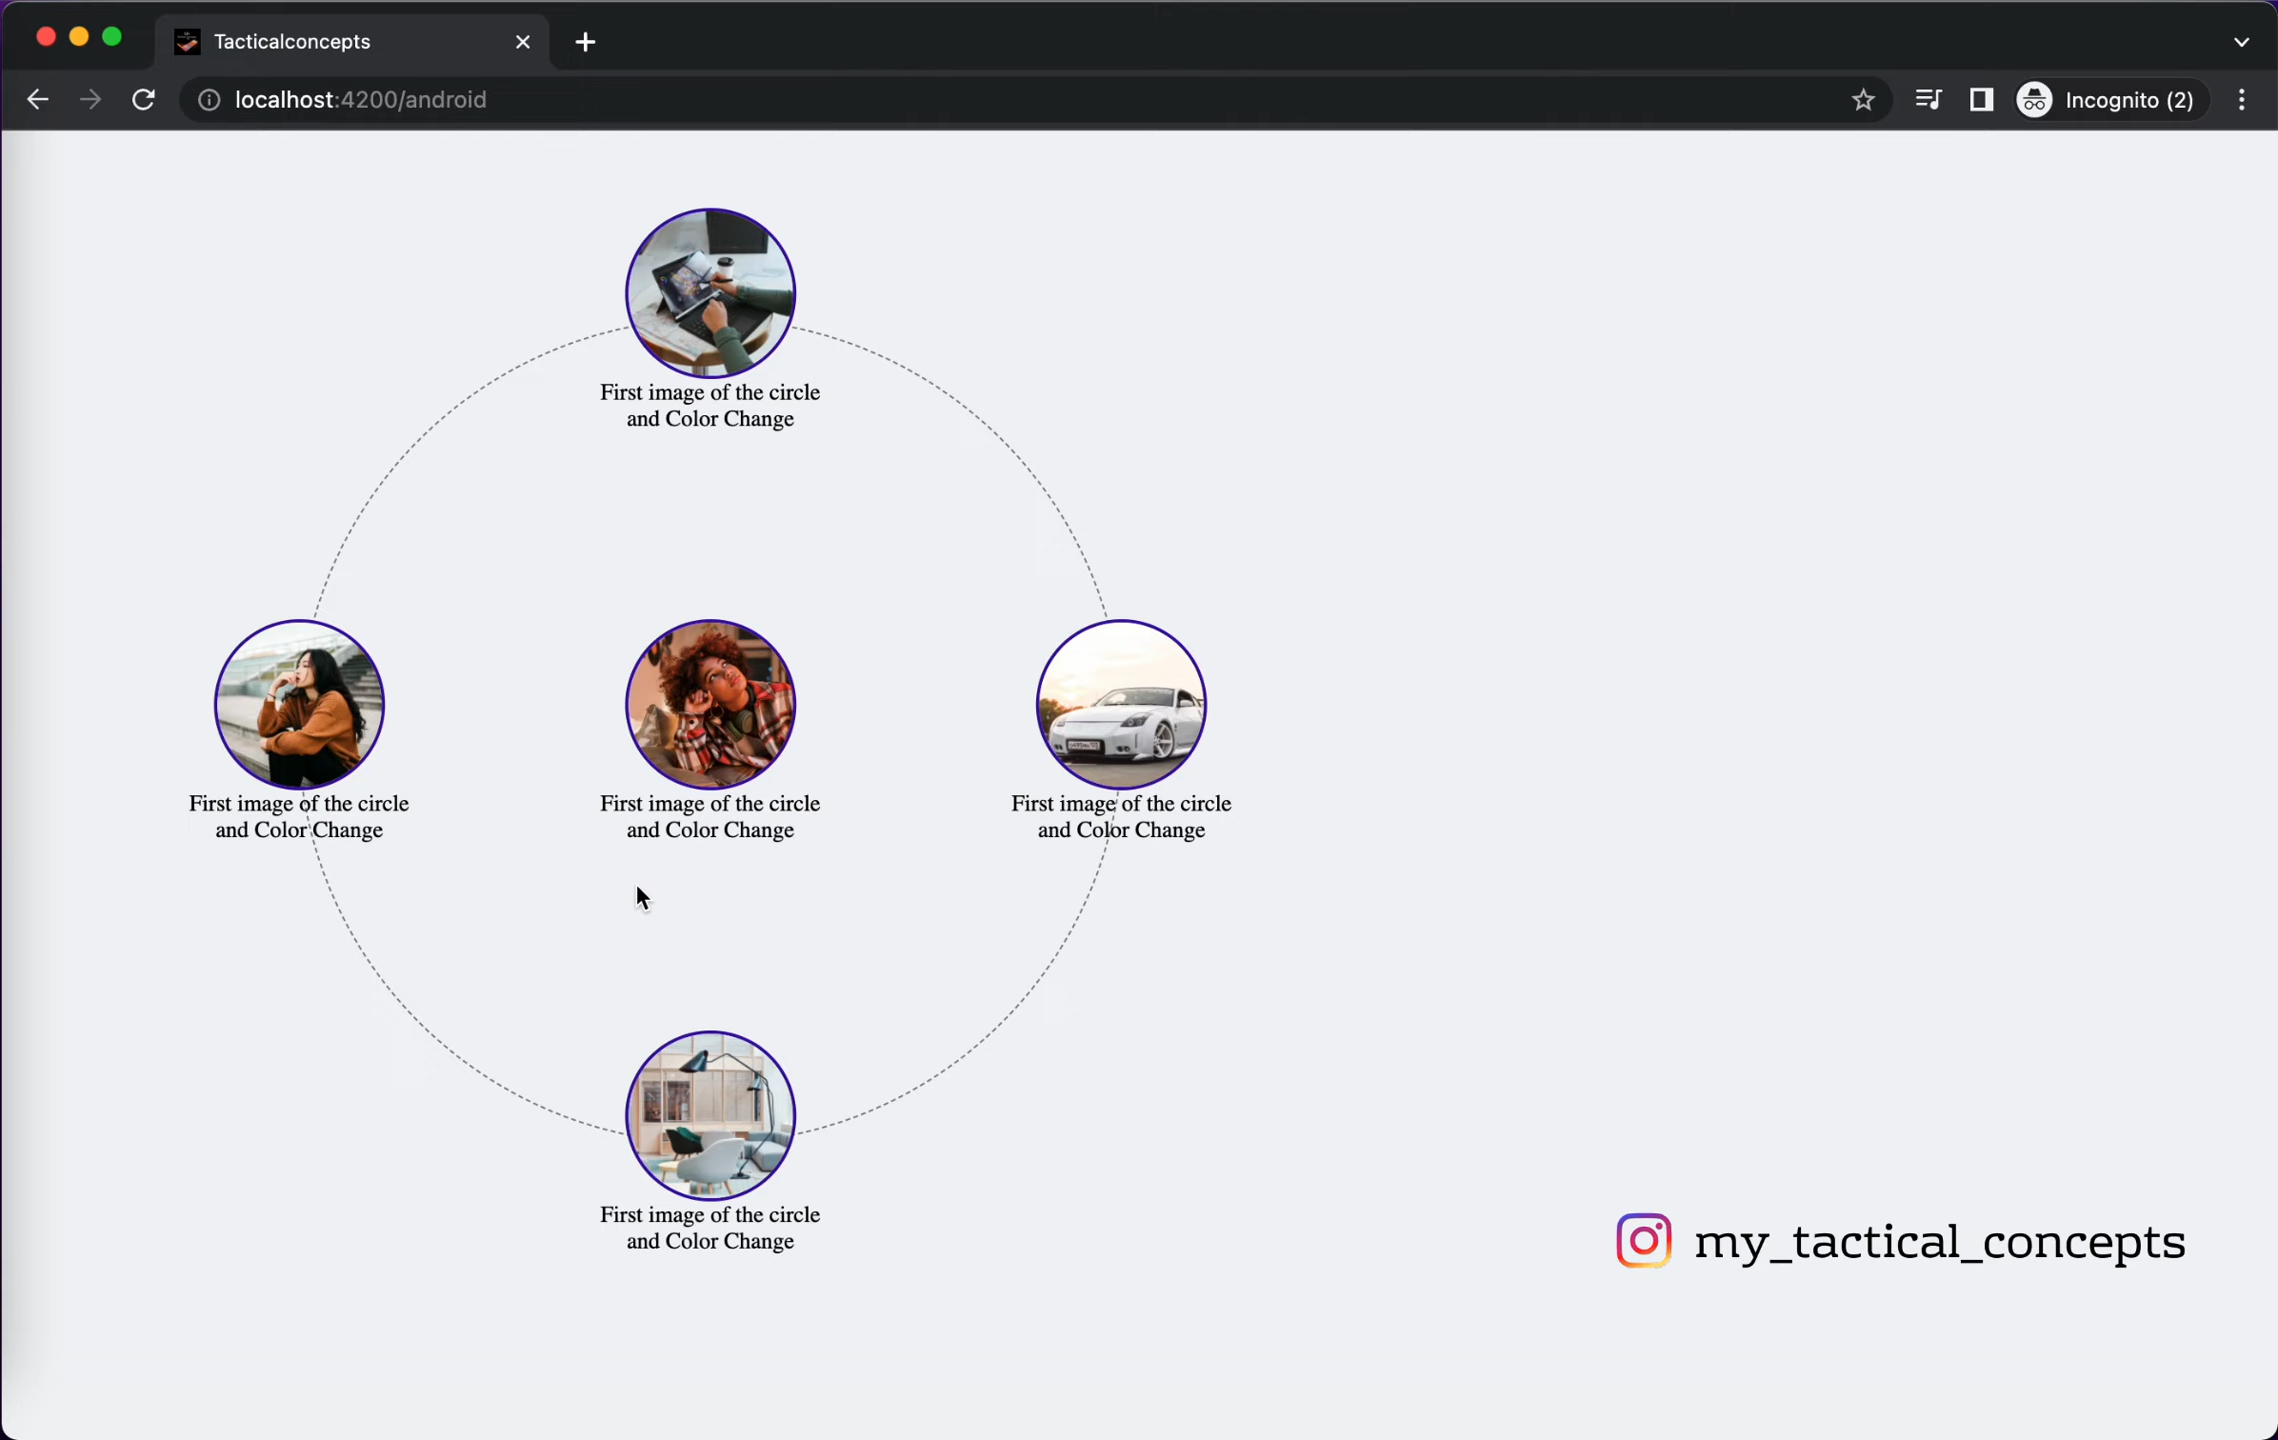 Tacticalconcepts
localhost:4200/android
Incognito (2)
First image of the circle
and Color Change
First image of the circle
and Color Change
First image of the circle
and Color Change
First image of the circle
and Color Change
First image of the circle
and Color Change
my_tactical_concepts